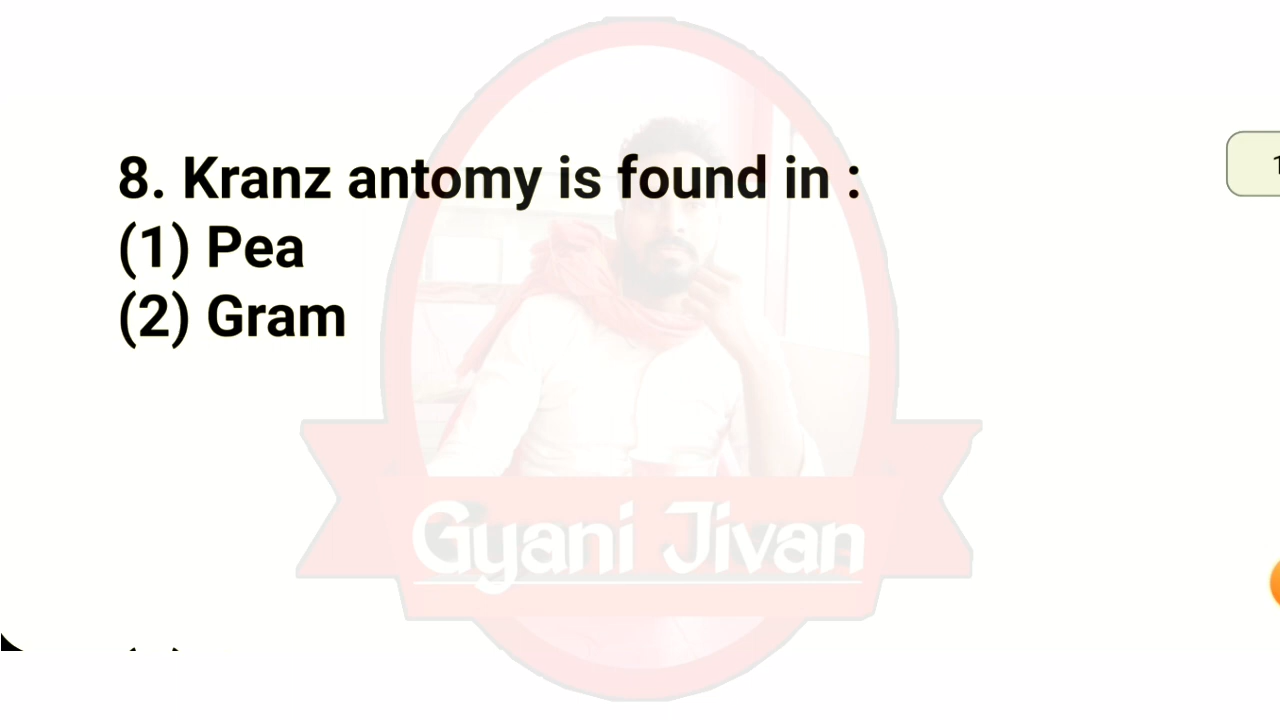 8. Kranz antomy is found in :
(1) Pea
(2) Gram
Gyani Jivan